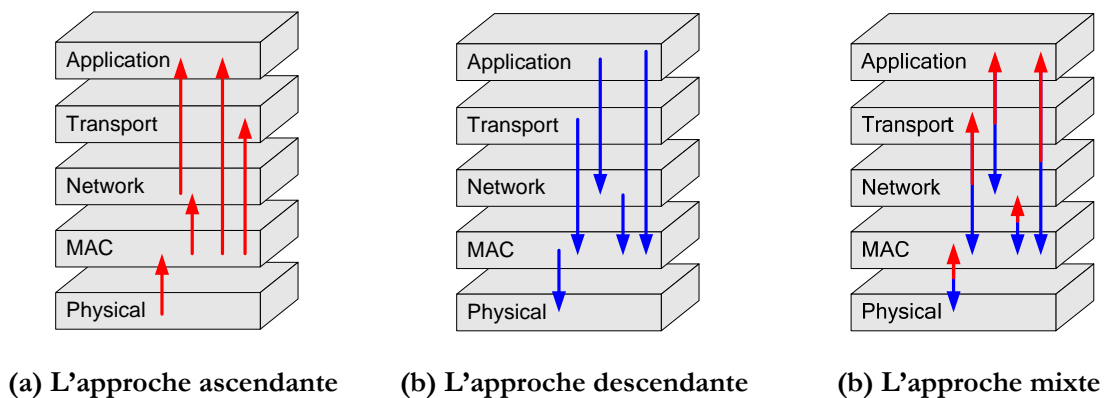 Application
Transport
Network
MAC
Physical
(a) L'approche ascendante
Application
Transport
Network
MAC
Physical
(b) L'approche descendante
Application
Transport
Network
MAC
Physical
(b) L'approche mixte